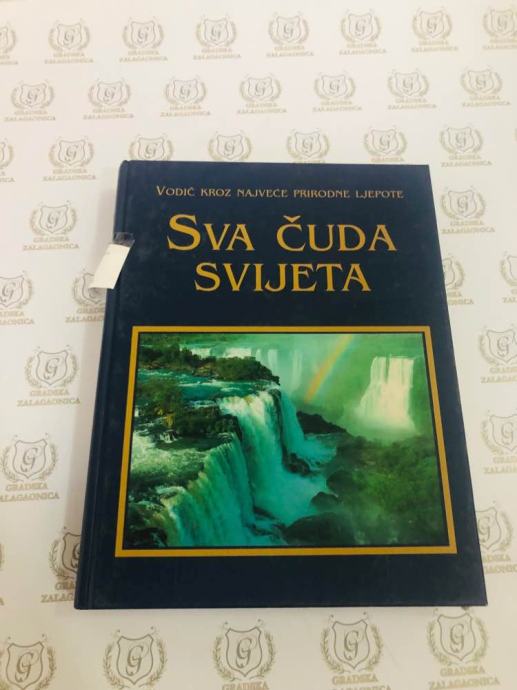 VODIČ KROZ NAJVEĆE PRIRODNE LJEPOTE
SVA ČUDA
SVIJETA
GRADSKA
ZALAGAONICA